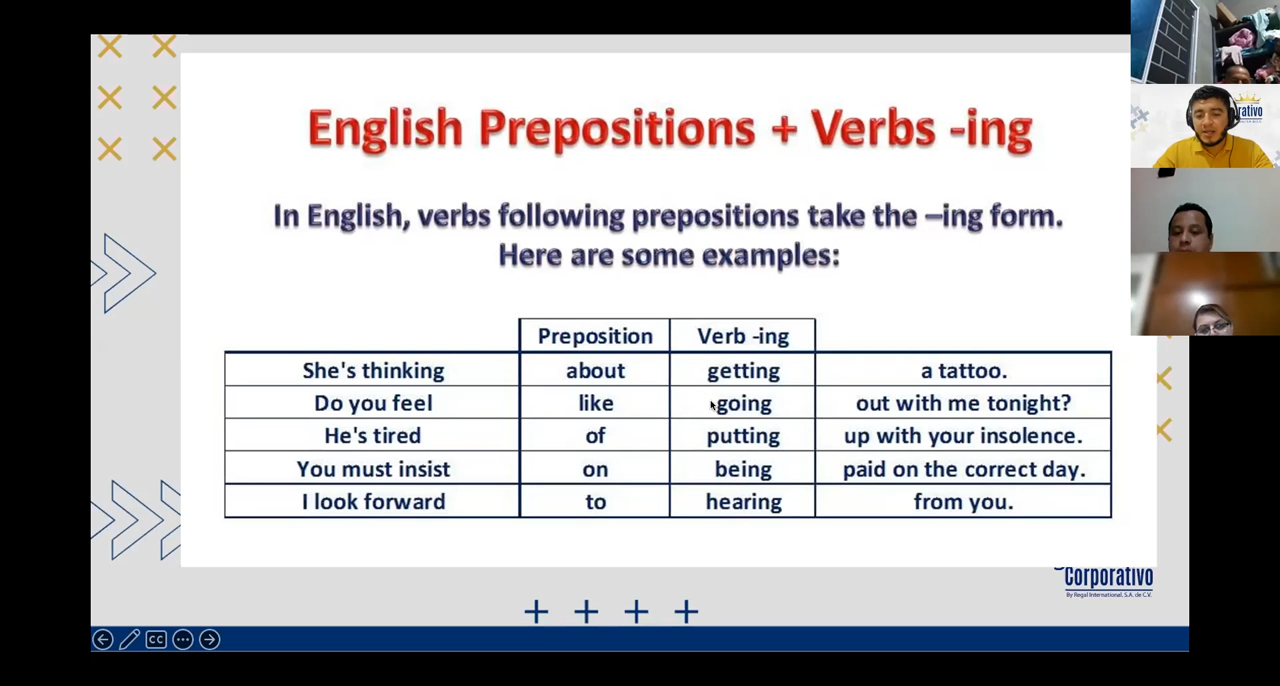 English Prepositions + Verbs -ing
In English, verbs following prepositions take the –ing form.
Here are some examples:
Preposition Verb -ing
She's thinking about getting a tattoo.
Do you feel like going out with me tonight?
He's tired of putting up with your insolence.
You must insist on being paid on the correct day.
I look forward to hearing from you.
Corporativo
By Regal International, S.A. de C.V.
CC